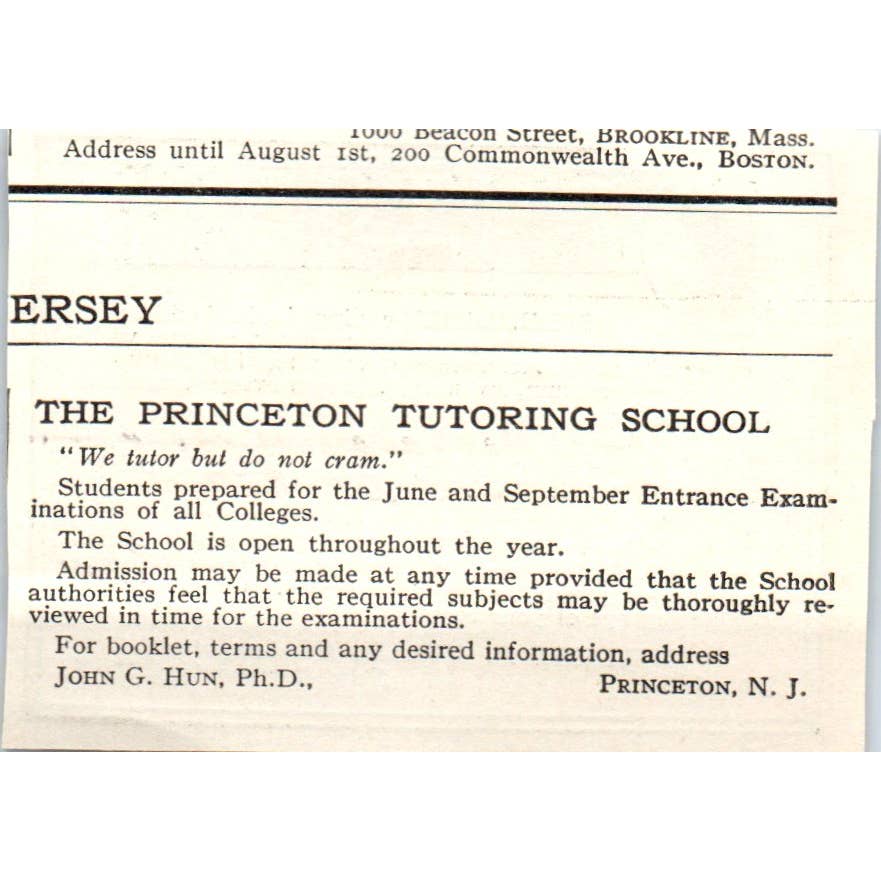 1000 Beacon Street, BROOKLINE, Mass.
Address until August 1st, 200 Commonwealth Ave., BOSTON.
ERSEY
THE PRINCETON TUTORING SCHOOL
"We tutor but do not cram."
Students prepared for the June and September Entrance Exam-
inations of all Colleges.
The School is open throughout the year.
Admission may be made at any time provided that the School
authorities feel that the required subjects may be thoroughly re-
viewed in time for the examinations.
For booklet, terms and any desired information, address
JOHN G. HUN, Ph.D., PRINCETON, N. J.